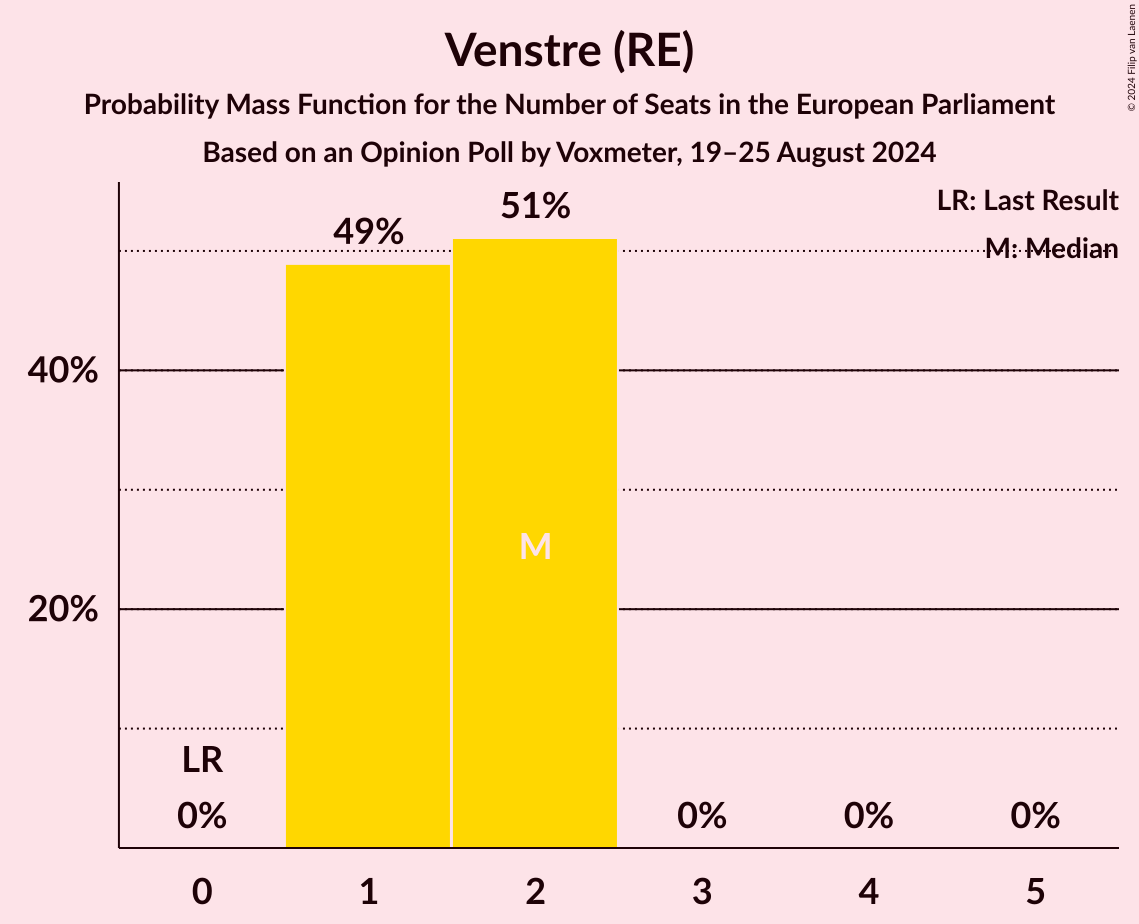 Venstre (RE)
Probability Mass Function for the Number of Seats in the European Parliament
Based on an Opinion Poll by Voxmeter, 19–25 August 2024
© 2024 Filip van Laenen
LR: Last Result
M: Median
49%
51%
40%
20%
M
LR
0%
0%
0%
0%
0
1
2
3
4
5